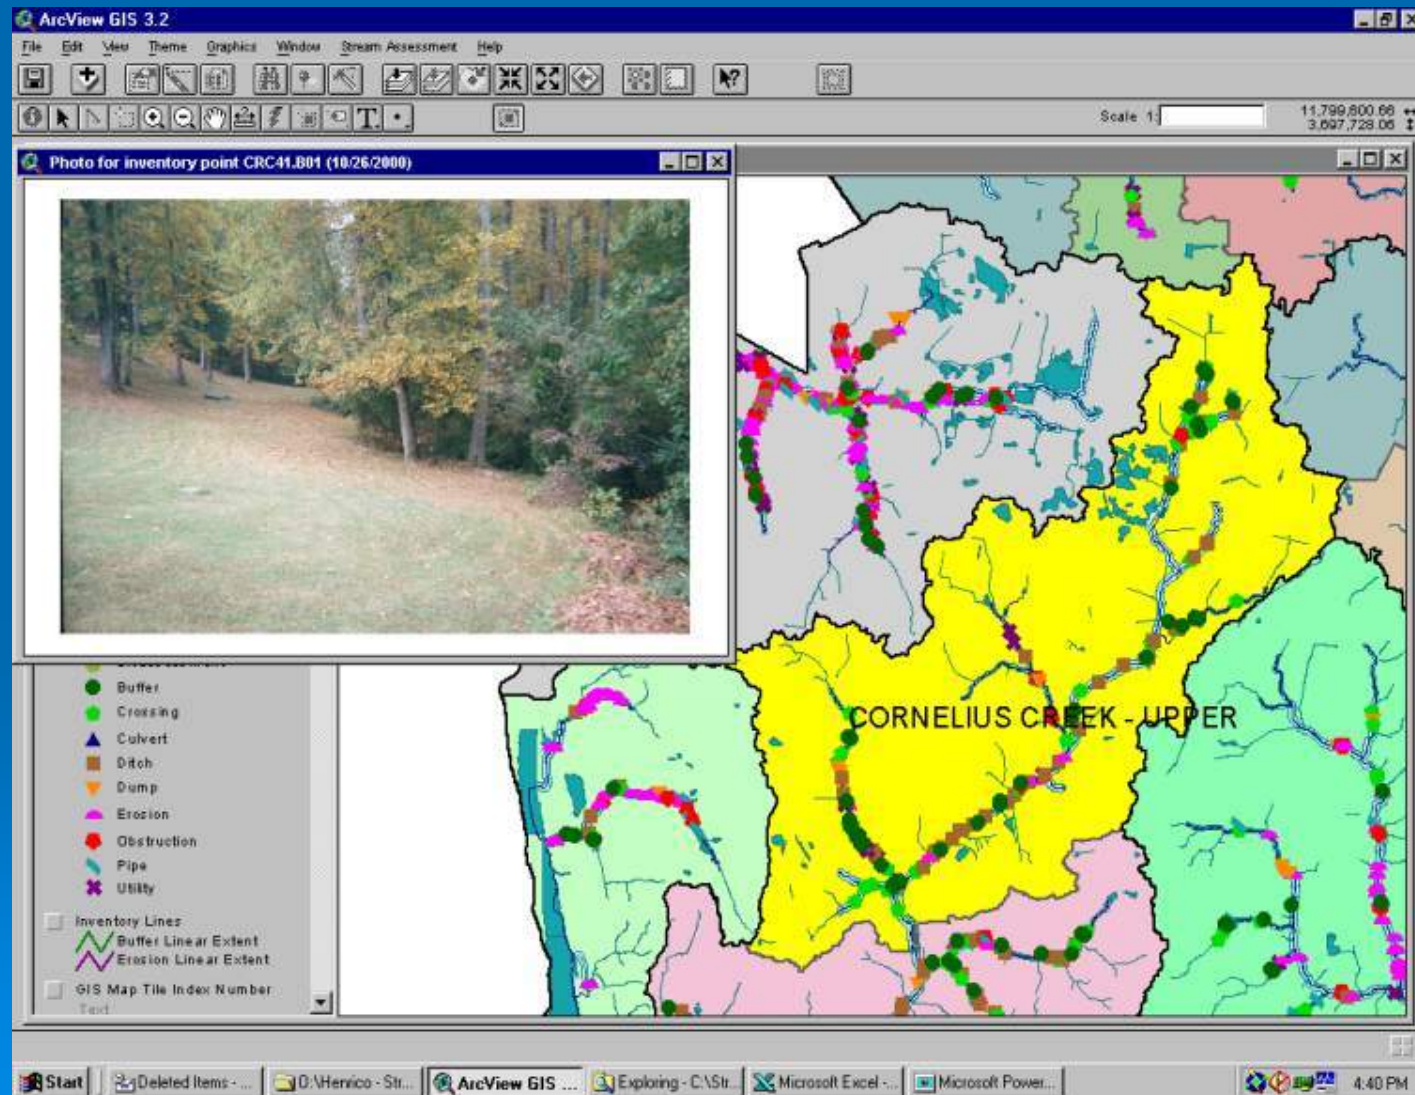 ArcView GIS 3.2
File Edit View Theme Graphics Window Stream Assessment Help
Scale 1:
11,799,600.66
3,697,728.06
Photo for inventory point CRC41.B01 (10/26/2000)
CORNELIUS CREEK - UPPER
Buffer
Crossing
Culvert
Ditch
Dump
Erosion
Obstruction
Pipe
Utility
Inventory Lines
Buffer Linear Extent
Erosion Linear Extent
GIS Map Tile Index Number
Text
Start Deleted Items - ... D:\Henrico - Str... ArcView GIS ... Exploring - C:\Str... Microsoft Excel -... Microsoft Power... 4:40 PM